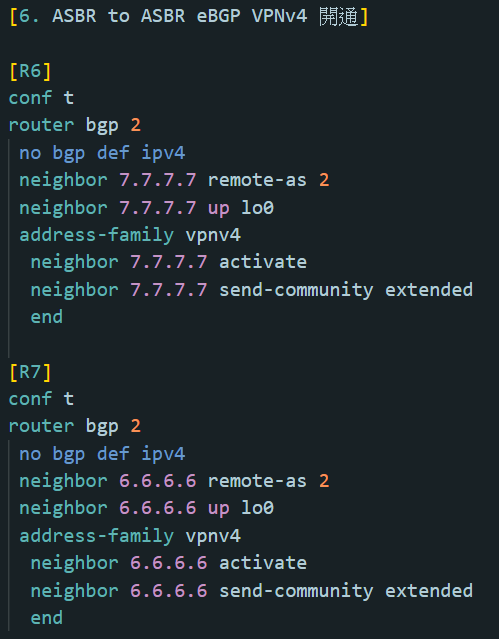 [6. ASBR to ASBR eBGP VPNv4 開通]
[R6]
conf t
router bgp 2
no bgp def ipv4
neighbor 7.7.7.7 remote-as 2
neighbor 7.7.7.7 up lo0
address-family vpnv4
neighbor 7.7.7.7 activate
neighbor 7.7.7.7 send-community extended
end
[R7]
conf t
router bgp 2
no bgp def ipv4
neighbor 6.6.6.6 remote-as 2
neighbor 6.6.6.6 up lo0
address-family vpnv4
neighbor 6.6.6.6 activate
neighbor 6.6.6.6 send-community extended
end